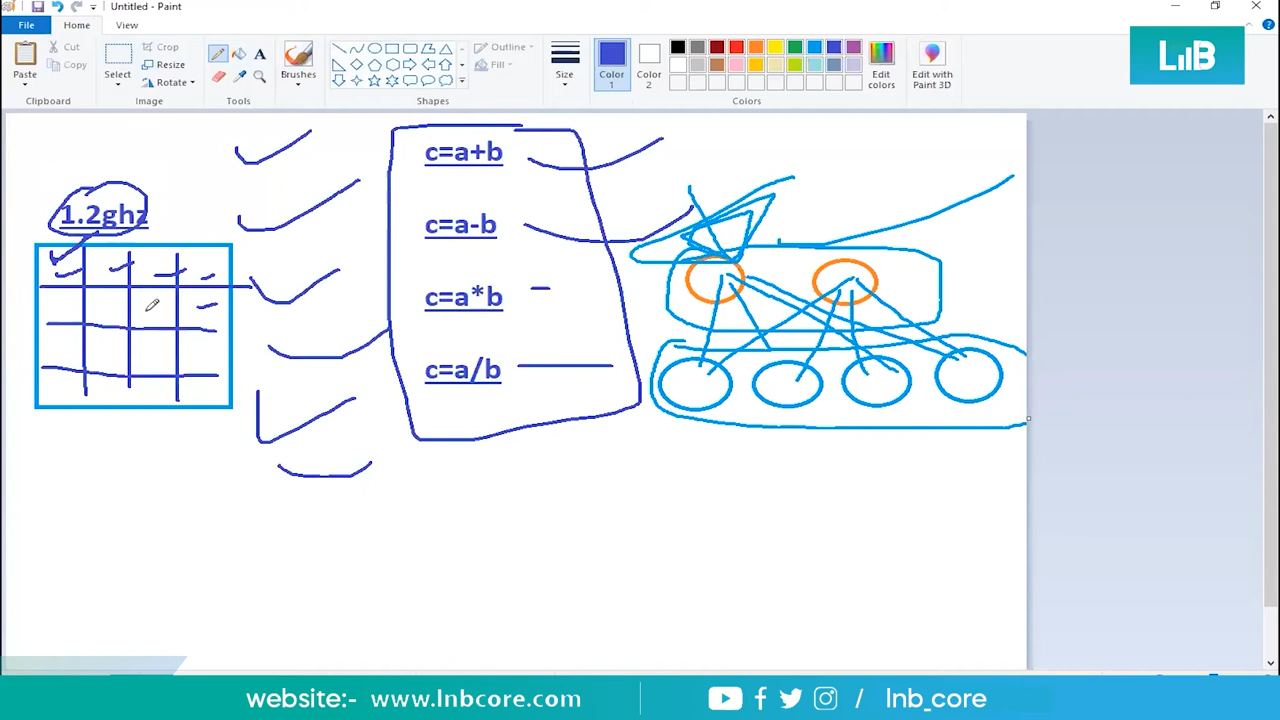 Untitled - Paint
File Home View
Paste
Cut
Copy
Clipboard
Select
Crop
Resize
Rotate
Image
A
Tools
Brushes
Outline
Fill
Shapes
Size
Color 1
Color 2
Edit colors
Colors
Edit with Paint 3D
LNB
1.2ghz
c=a+b
c=a-b
c=a*b
c=a/b
website:- www.lnbcore.com
lnb_core